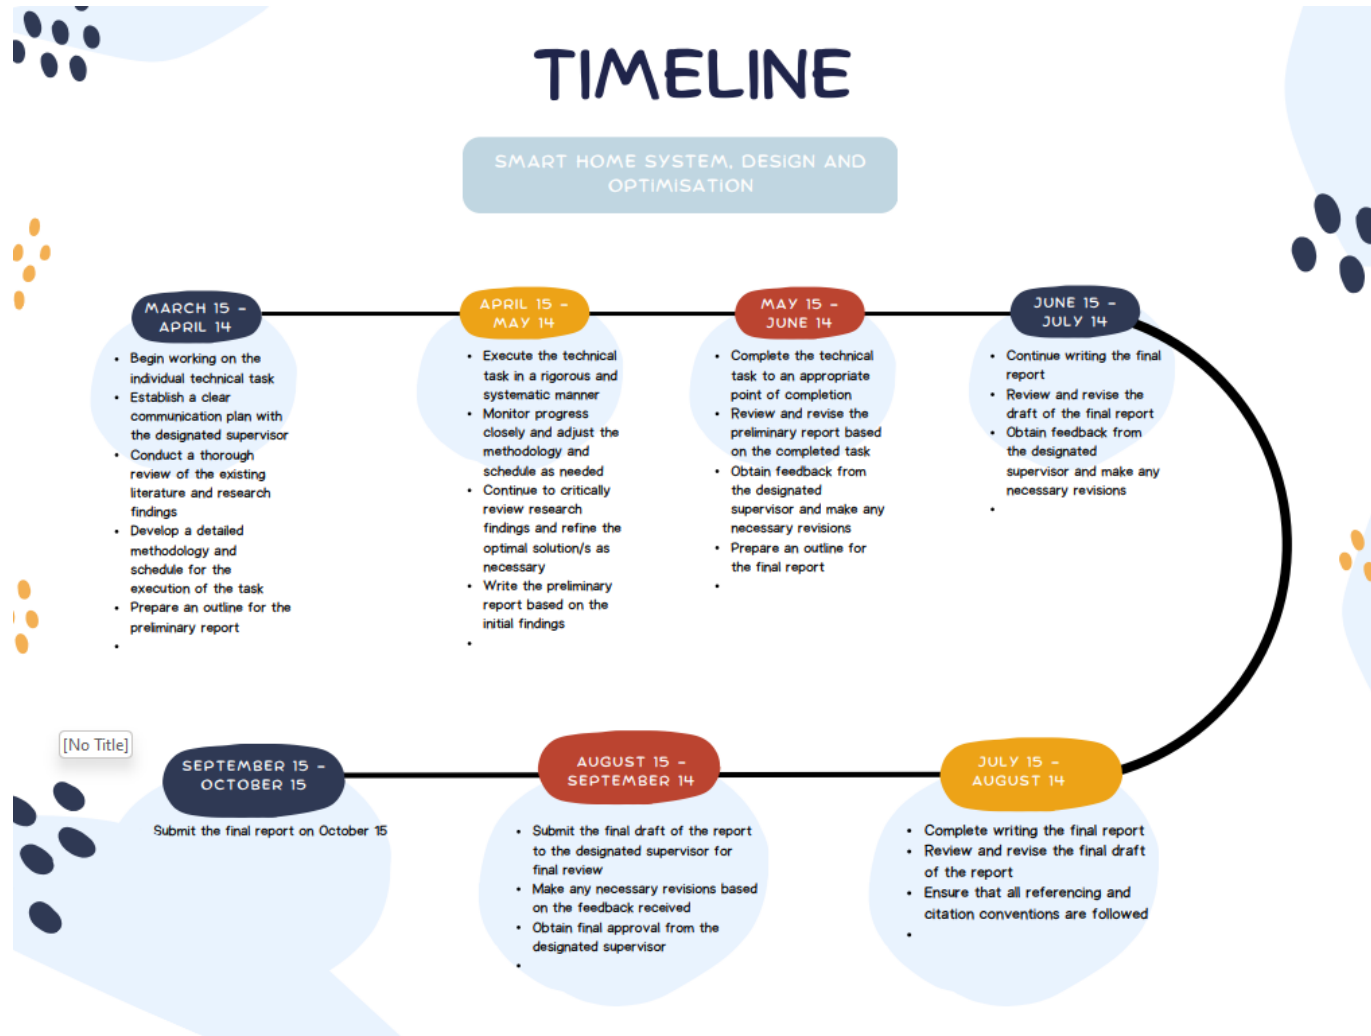 TIMELINE
SMART HOME SYSTEM, DESIGN AND
OPTIMISATION
MARCH 15 –
APRIL 14
• Begin working on the
individual technical task
• Establish a clear
communication plan with
the designated supervisor
• Conduct a thorough
review of the existing
literature and research
findings
• Develop a detailed
methodology and
schedule for the
execution of the task
• Prepare an outline for the
preliminary report
•
APRIL 15 –
MAY 14
• Execute the technical
task in a rigorous and
systematic manner
• Monitor progress
closely and adjust the
methodology and
schedule as needed
• Continue to critically
review research
findings and refine the
optimal solution/s as
necessary
• Write the preliminary
report based on the
initial findings
•
MAY 15 –
JUNE 14
• Complete the technical
task to an appropriate
point of completion
• Review and revise the
preliminary report based
on the completed task
• Obtain feedback from
the designated
supervisor and make any
necessary revisions
• Prepare an outline for
the final report
•
JUNE 15 –
JULY 14
• Continue writing the final
report
• Review and revise the
draft of the final report
• Obtain feedback from
the designated
supervisor and make any
necessary revisions
•
JULY 15 –
AUGUST 14
• Complete writing the final report
• Review and revise the final draft
of the report
• Ensure that all referencing and
citation conventions are followed
•
AUGUST 15 –
SEPTEMBER 14
• Submit the final draft of the report
to the designated supervisor for
final review
• Make any necessary revisions based
on the feedback received
• Obtain final approval from the
designated supervisor
•
[No Title]
SEPTEMBER 15 –
OCTOBER 15
Submit the final report on October 15